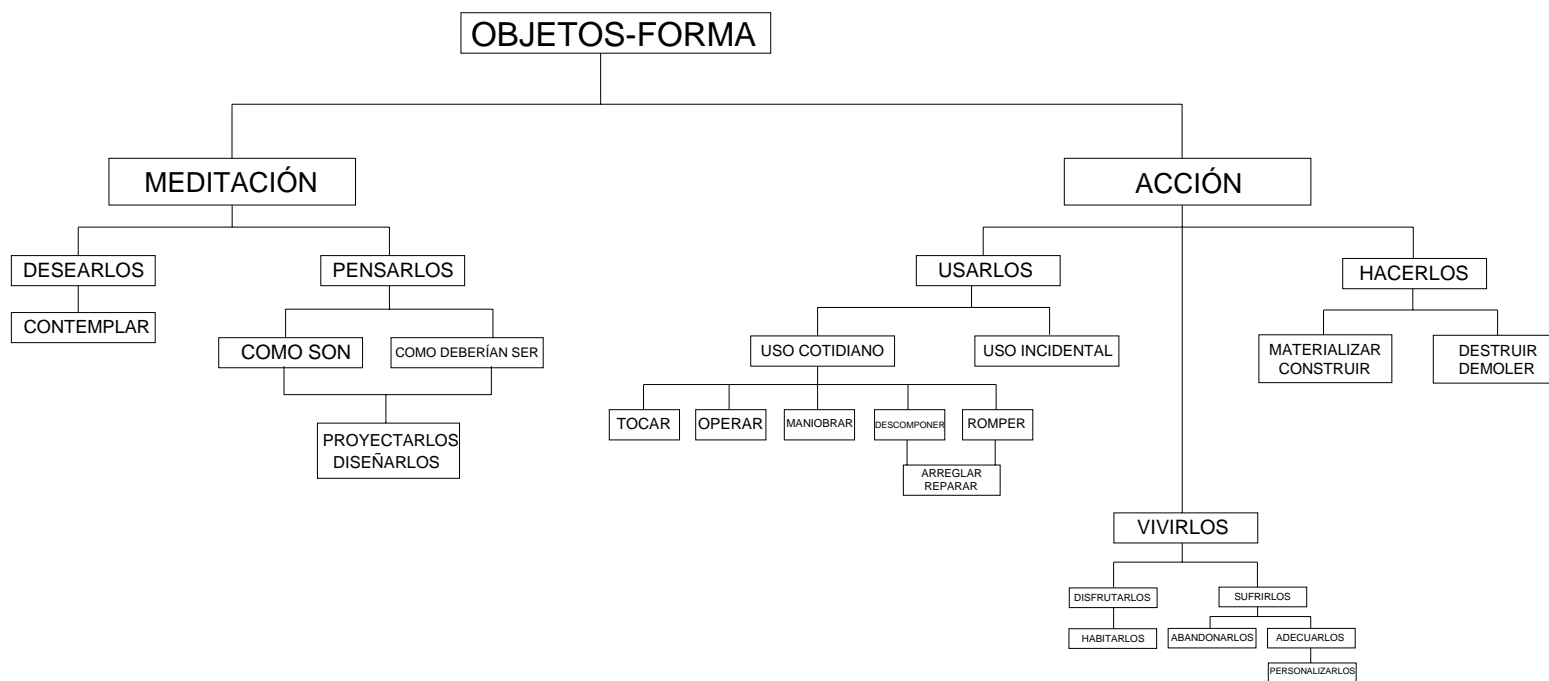 OBJETOS-FORMA
MEDITACIÓN
ACCIÓN
DESEARLOS
PENSARLOS
USARLOS
HACERLOS
CONTEMPLAR
COMO SON
COMO DEBERÍAN SER
USO COTIDIANO
USO INCIDENTAL
MATERIALIZAR
CONSTRUIR
DESTRUIR
DEMOLER
PROYECTARLOS
DISEÑARLOS
TOCAR
OPERAR
MANIOBRAR
DESCOMPONER
ROMPER
ARREGLAR
REPARAR
VIVIRLOS
DISFRUTARLOS
SUFRIRLOS
HABITARLOS
ABANDONARLOS
ADECUARLOS
PERSONALIZARLOS